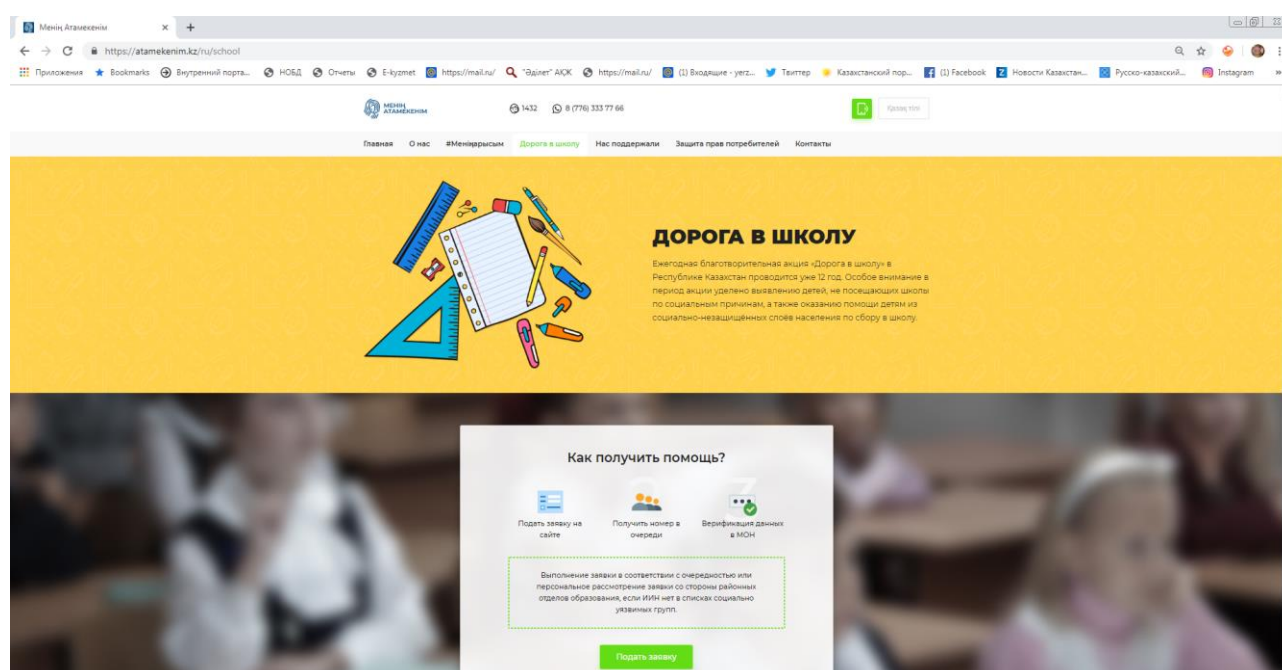 Менің Атамекенім
https://atamekenim.kz/ru/school
Приложения Bookmarks Внутренний порта... НОБД Отчеты E-kyzmet https://mail.ru/ "Әділет" АҚЖ https://mail.ru/ (1) Входящие - yerz... Твиттер Казахстанский пор... (1) Facebook Новости Казахстан... Русско-казахский... Instagram »
МЕНІҢ
АТАМЕКЕНІМ
1432 8 (776) 333 77 66
Қазақ тілі
Главная О нас #Меніңарысым Дорога в школу Нас поддержали Защита прав потребителей Контакты
ДОРОГА В ШКОЛУ
Ежегодная благотворительная акция «Дорога в школу» в
Республике Казахстан проводится уже 12 год. Особое внимание в
период акции уделено выявлению детей, не посещающих школы
по социальным причинам, а также оказанию помощи детям из
социально-незащищённых слоёв населения по сбору в школу.
Как получить помощь?
3
Подать заявку на
сайте
Получить номер в
очереди
Верификация данных
в МОН
Выполнение заявки в соответствии с очередностью или
персональное рассмотрение заявки со стороны районных
отделов образования, если ИИН нет в списках социально
уязвимых групп.
Подать заявку